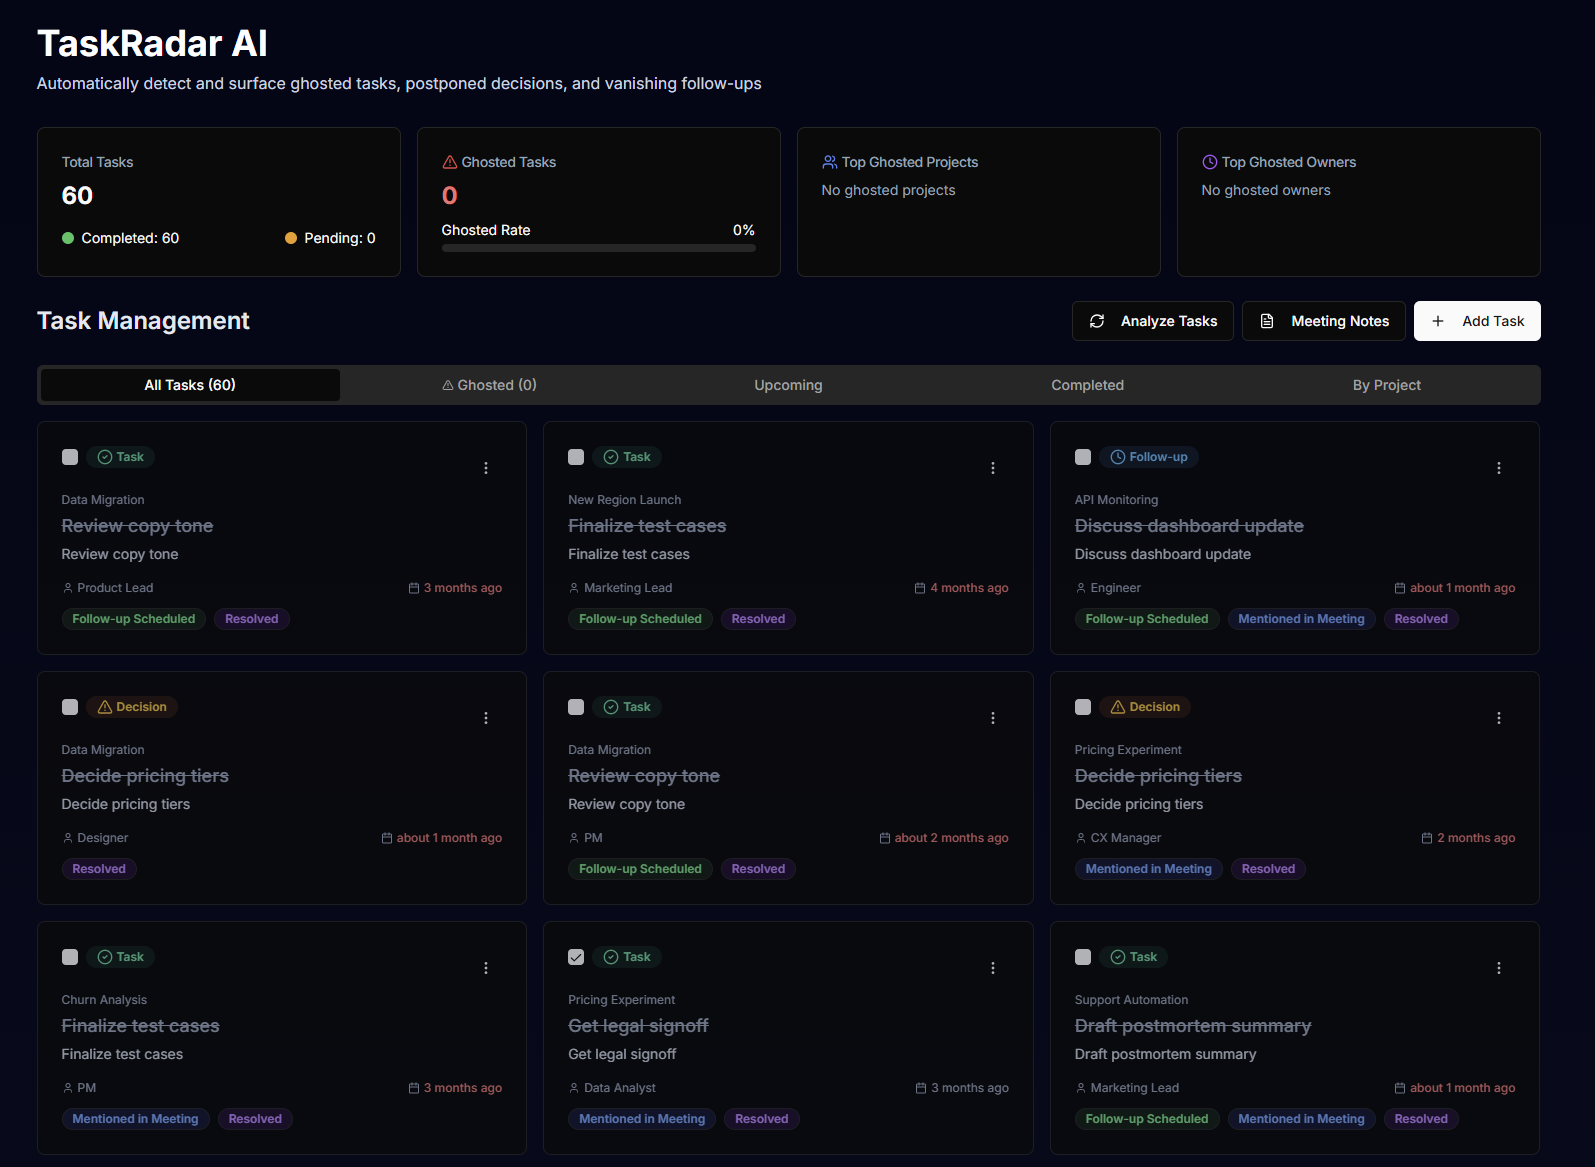 TaskRadar AI
Automatically detect and surface ghosted tasks, postponed decisions, and vanishing follow-ups
Total Tasks
60
Completed: 60
Pending: 0
Ghosted Tasks
0
Ghosted Rate
0%
Top Ghosted Projects
No ghosted projects
Top Ghosted Owners
No ghosted owners
Task Management
Analyze Tasks
Meeting Notes
Add Task
All Tasks (60)
Ghosted (0)
Upcoming
Completed
By Project
Task
Data Migration
Review copy tone
Review copy tone
Product Lead
3 months ago
Follow-up Scheduled
Resolved
Task
New Region Launch
Finalize test cases
Finalize test cases
Marketing Lead
4 months ago
Follow-up Scheduled
Resolved
Follow-up
API Monitoring
Discuss dashboard update
Discuss dashboard update
Engineer
about 1 month ago
Follow-up Scheduled
Mentioned in Meeting
Resolved
Decision
Data Migration
Decide pricing tiers
Decide pricing tiers
Designer
about 1 month ago
Resolved
Task
Data Migration
Review copy tone
Review copy tone
PM
about 2 months ago
Follow-up Scheduled
Resolved
Decision
Pricing Experiment
Decide pricing tiers
Decide pricing tiers
CX Manager
2 months ago
Mentioned in Meeting
Resolved
Task
Churn Analysis
Finalize test cases
Finalize test cases
PM
3 months ago
Mentioned in Meeting
Resolved
Task
Pricing Experiment
Get legal signoff
Get legal signoff
Data Analyst
3 months ago
Mentioned in Meeting
Resolved
Task
Support Automation
Draft postmortem summary
Draft postmortem summary
Marketing Lead
about 1 month ago
Follow-up Scheduled
Mentioned in Meeting
Resolved